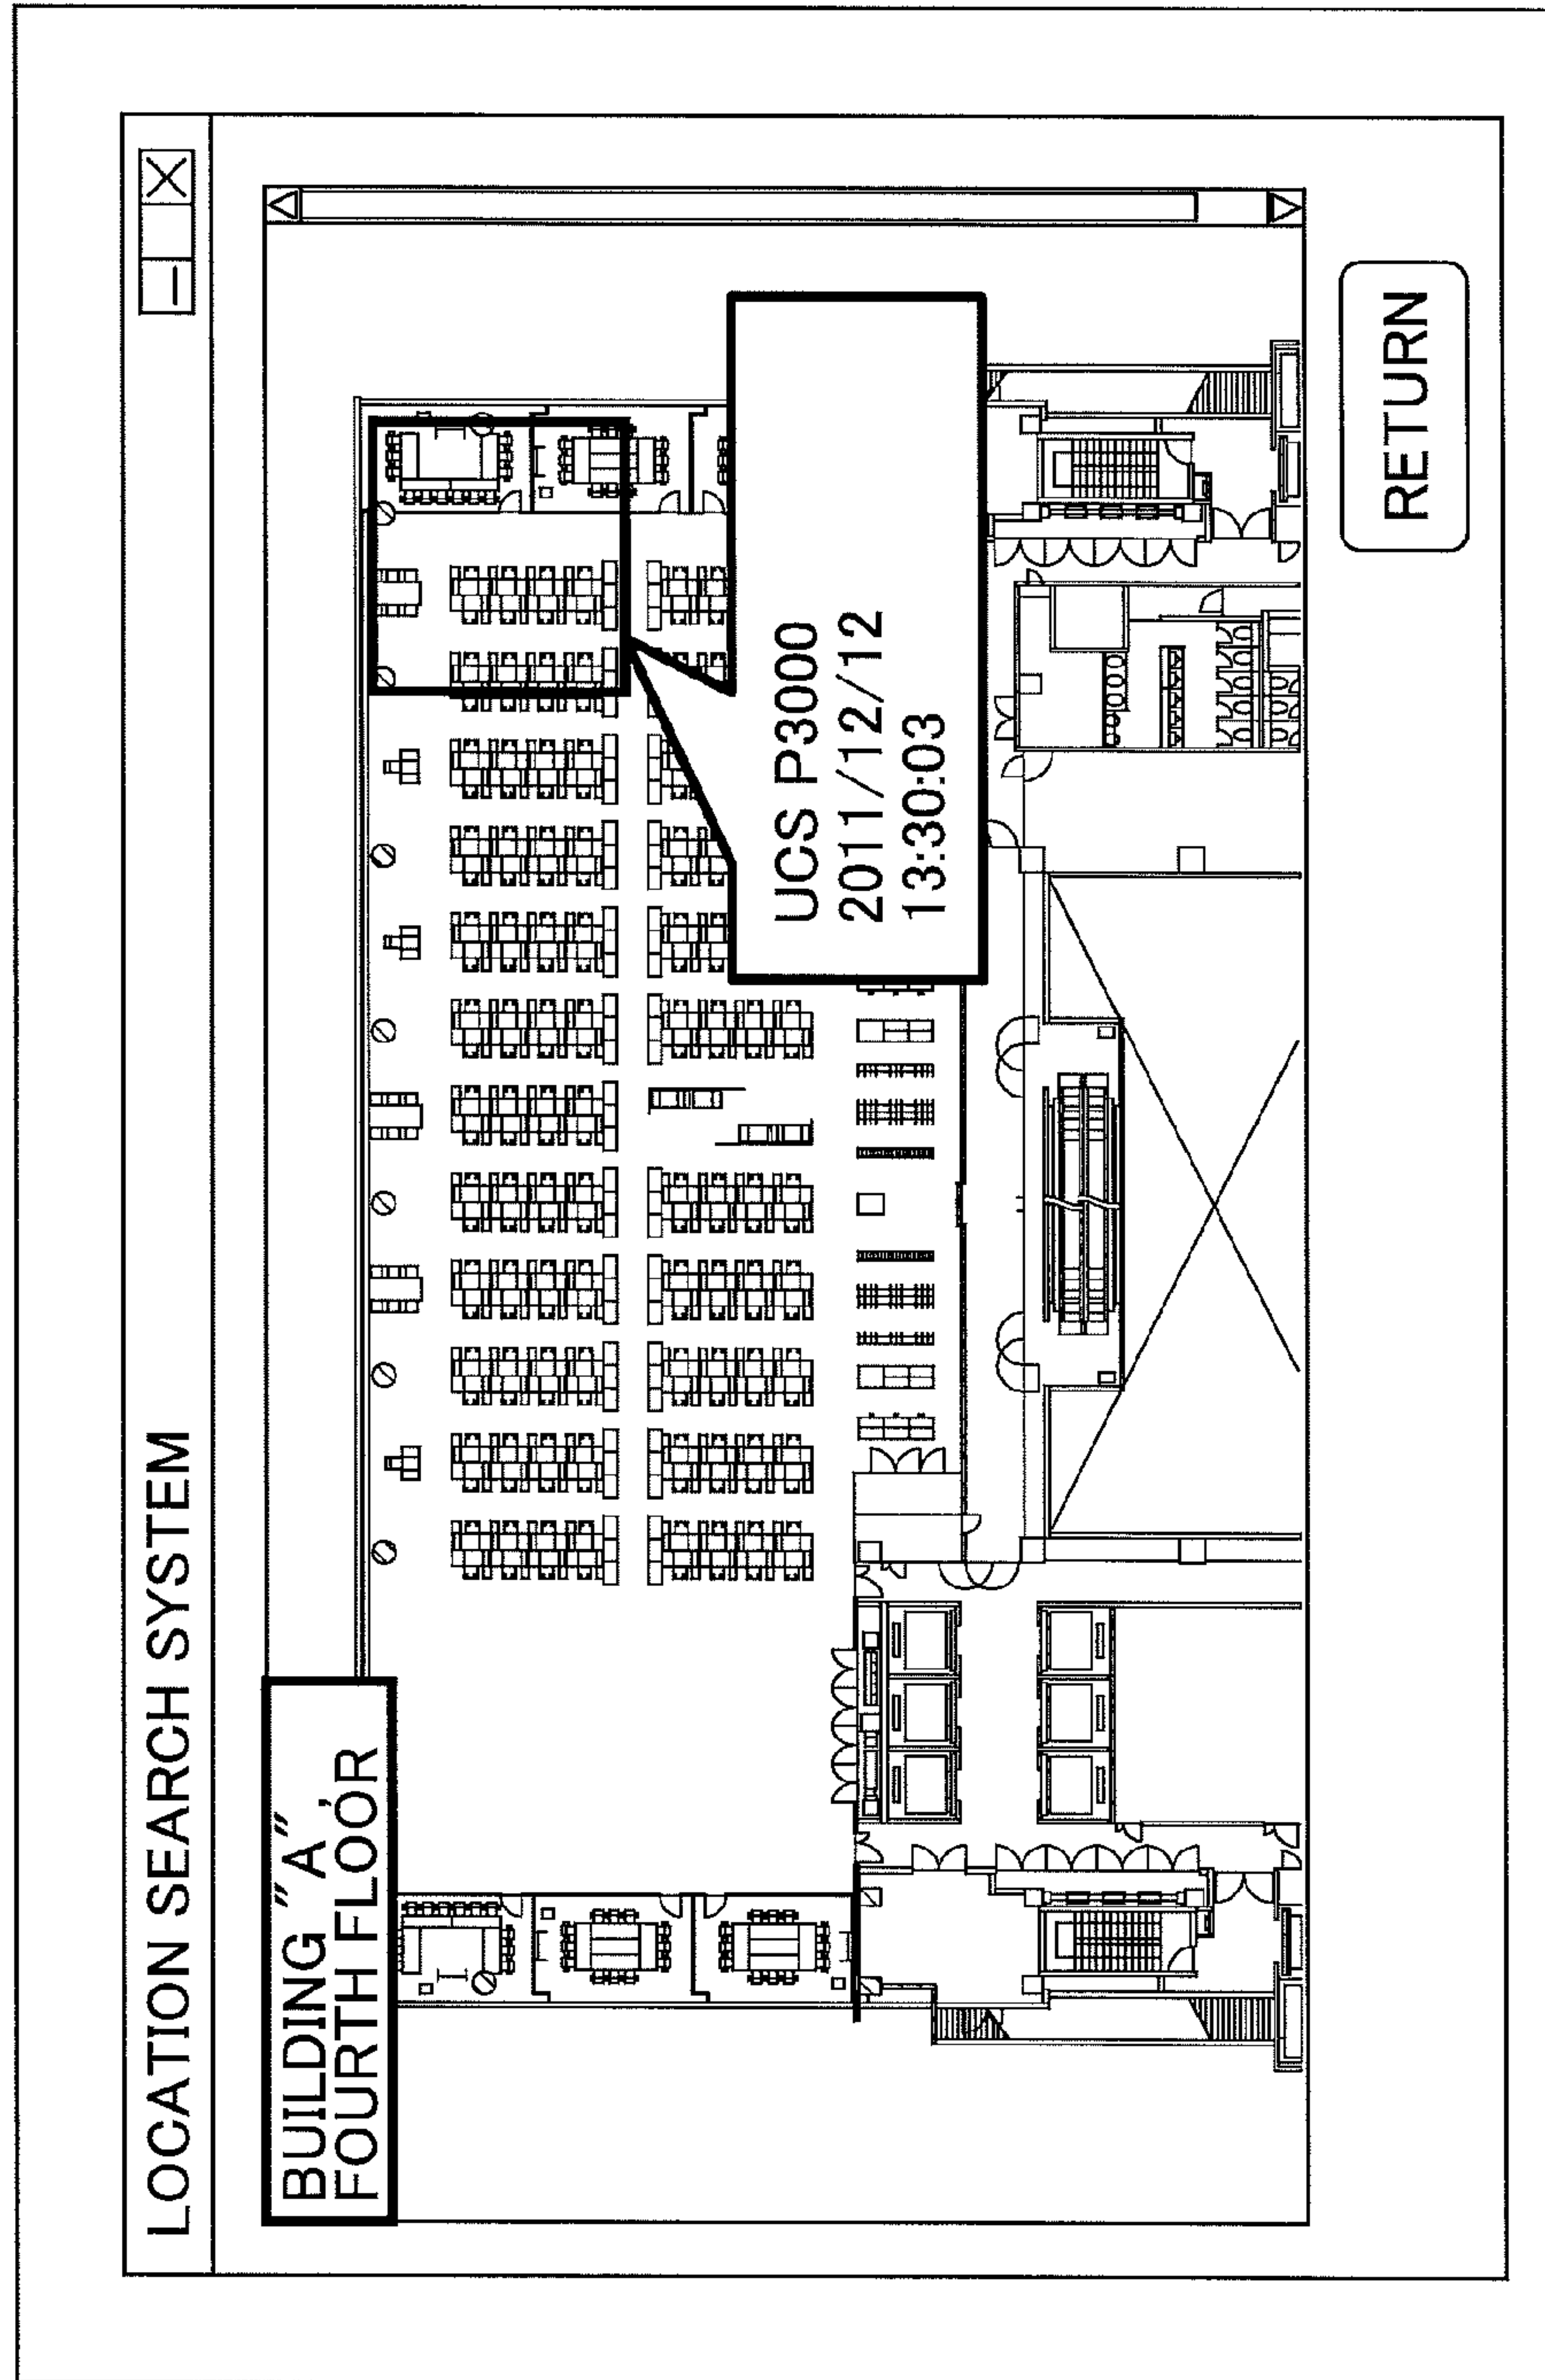 LOCATION SEARCH SYSTEM
BUILDING "A",
FOURTH FLOOR
UCS P3000
2011/12/12
13:30:03
RETURN